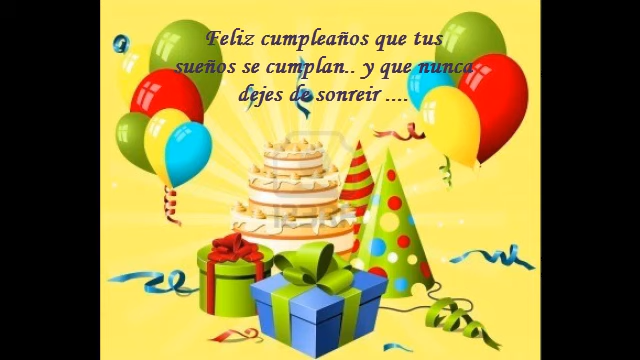 Feliz cumpleaños que tus
sueños se cumplan.. y que nunca
dejes de sonreir ....